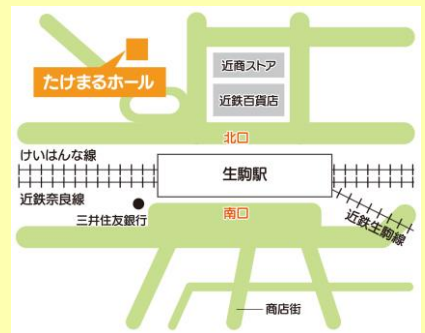 近商ストア
たけまるホール
近鉄百貨店
北口
けいはんな線
生駒駅
近鉄奈良線
南口
三井住友銀行
近鉄生駒線
商店街